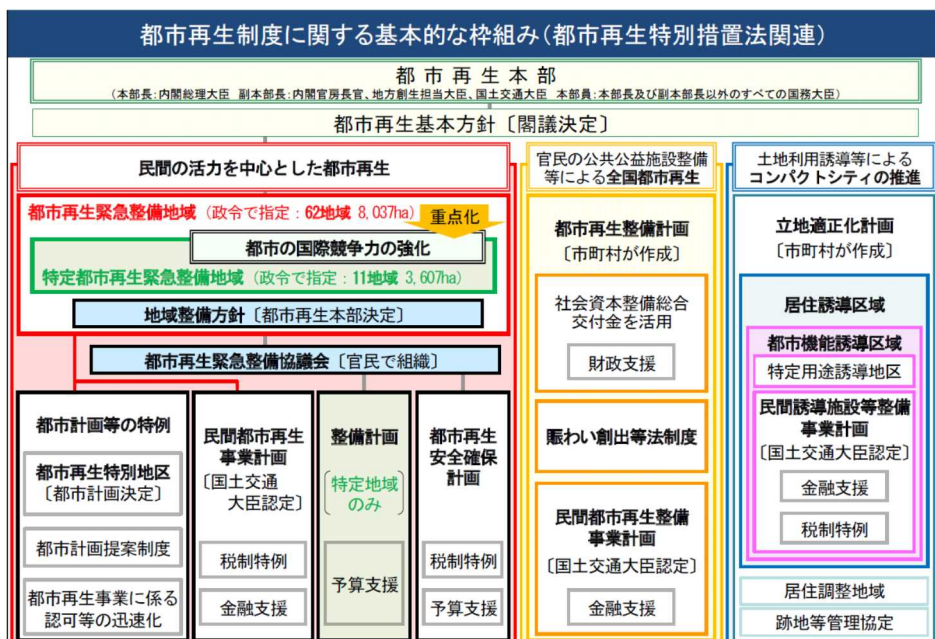 都市再生制度に関する基本的な枠組み(都市再生特別措置法関連)
都市再生本部
(本部長:内閣総理大臣 副本部長:内閣官房長官、地方創生担当大臣、国土交通大臣 本部員:本部長及び副本部長以外のすべての国務大臣)
都市再生基本方針〔閣議決定〕
民間の活力を中心とした都市再生
都市再生緊急整備地域(政令で指定:62地域 8,037ha)
重点化
都市の国際競争力の強化
特定都市再生緊急整備地域(政令で指定:11地域 3,607ha)
地域整備方針〔都市再生本部決定〕
都市再生緊急整備協議会〔官民で組織〕
都市計画等の特例
都市再生特別地区
〔都市計画決定〕
都市計画提案制度
都市再生事業に係る
認可等の迅速化
民間都市再生
事業計画
〔国土交通
大臣認定〕
税制特例
金融支援
整備計画
〔特定地域
のみ〕
予算支援
都市再生
安全確保
計画
税制特例
予算支援
官民の公共公益施設整備
等による全国都市再生
都市再生整備計画
〔市町村が作成〕
社会資本整備総合
交付金を活用
財政支援
賑わい創出等法制度
民間都市再生整備
事業計画
〔国土交通大臣認定〕
金融支援
土地利用誘導等による
コンパクトシティの推進
立地適正化計画
〔市町村が作成〕
居住誘導区域
都市機能誘導区域
特定用途誘導地区
民間誘導施設等整備
事業計画
〔国土交通大臣認定〕
金融支援
税制特例
居住調整地域
跡地等管理協定